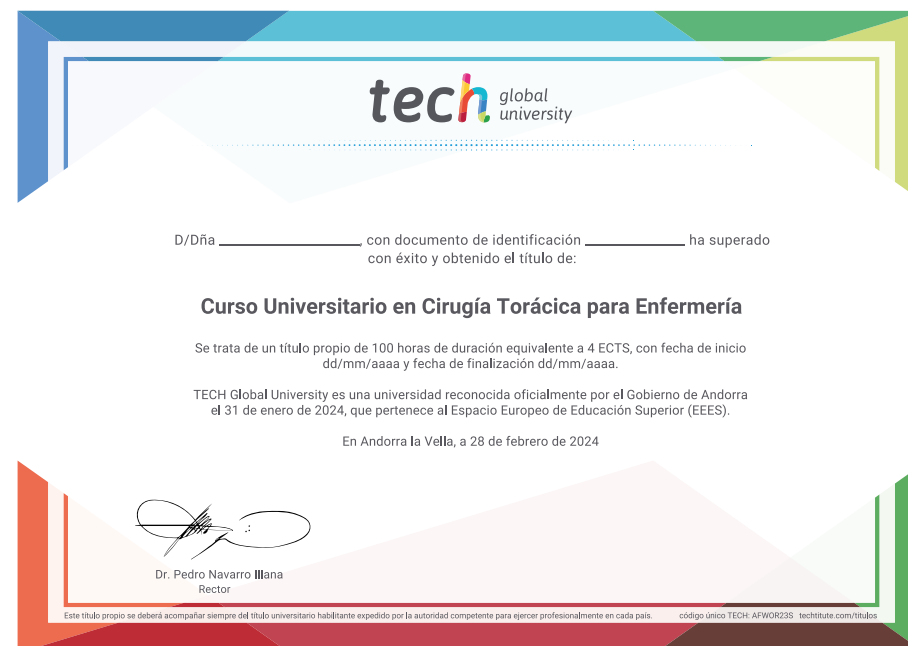 tech global university
D/Dña ______________, con documento de identificación ______________ ha superado
con éxito y obtenido el título de:
Curso Universitario en Cirugía Torácica para Enfermería
Se trata de un título propio de 100 horas de duración equivalente a 4 ECTS, con fecha de inicio
dd/mm/aaaa y fecha de finalización dd/mm/aaaa.
TECH Global University es una universidad reconocida oficialmente por el Gobierno de Andorra
el 31 de enero de 2024, que pertenece al Espacio Europeo de Educación Superior (EEES).
En Andorra la Vella, a 28 de febrero de 2024
Dr. Pedro Navarro Illana
Rector
Este título propio se deberá acompañar siempre del título universitario habilitante expedido por la autoridad competente para ejercer profesionalmente en cada país. código único TECH: AFWOR23S techtitute.com/títulos